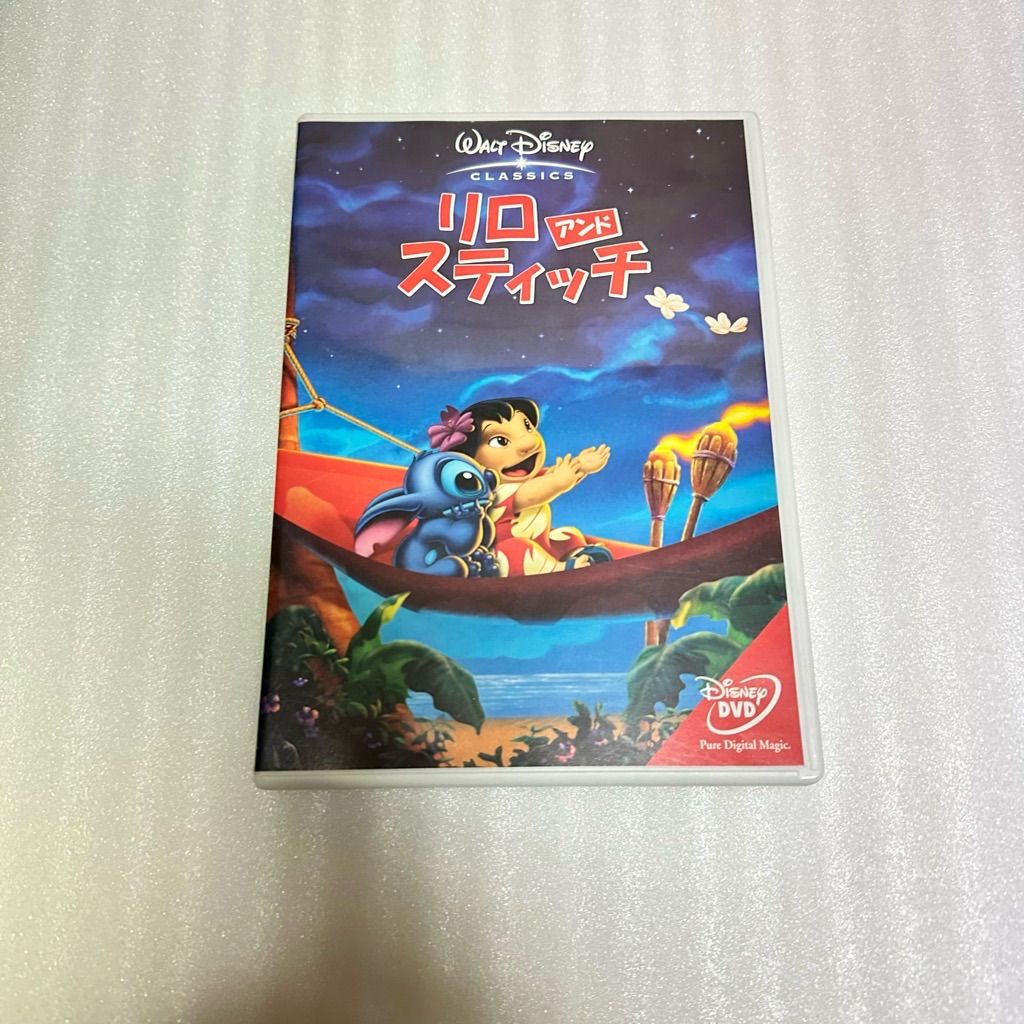 WALT DISNEY
CLASSICS
リロ アンド
スティッチ
DISNEY
DVD
Pure Digital Magic.